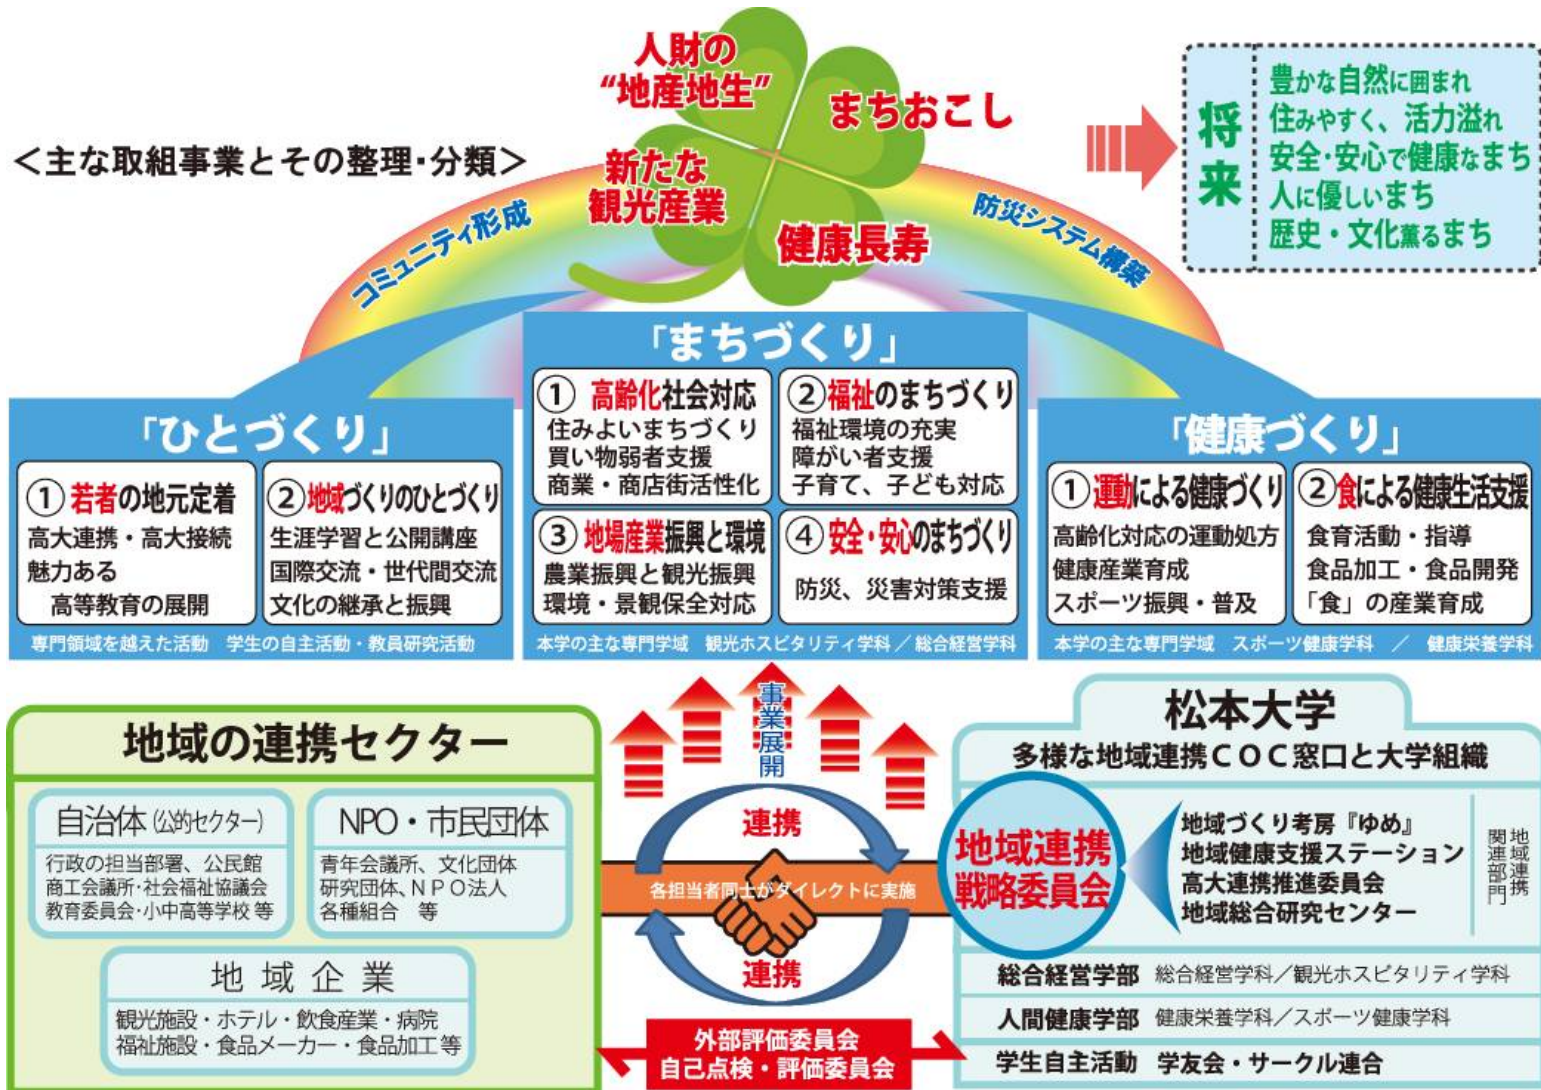 人財の
“地産地生”
まちおこし
新たな
観光産業
健康長寿
＜主な取組事業とその整理・分類＞
コミュニティ形成
防災システム構築
将来
豊かな自然に囲まれ
住みやすく、活力溢れ
安全・安心で健康なまち
人に優しいまち
歴史・文化薫るまち
「ひとづくり」
①若者の地元定着
高大連携・高大接続
魅力ある
高等教育の展開
②地域づくりのひとづくり
生涯学習と公開講座
国際交流・世代間交流
文化の継承と振興
専門領域を越えた活動　学生の自主活動・教員研究活動
「まちづくり」
① 高齢化社会対応
住みよいまちづくり
買い物弱者支援
商業・商店街活性化
②福祉のまちづくり
福祉環境の充実
障がい者支援
子育て、子ども対応
③ 地場産業振興と環境
農業振興と観光振興
環境・景観保全対応
④ 安全・安心のまちづくり
防災、災害対策支援
本学の主な専門学域　観光ホスピタリティ学科／総合経営学科
「健康づくり」
①運動による健康づくり
高齢化対応の運動処方
健康産業育成
スポーツ振興・普及
②食による健康生活支援
食育活動・指導
食品加工・食品開発
「食」の産業育成
本学の主な専門学域　スポーツ健康学科　／　健康栄養学科
地域の連携セクター
自治体（公的セクター）
行政の担当部署、公民館
商工会議所・社会福祉協議会
教育委員会・小中高等学校 等
NPO・市民団体
青年会議所、文化団体
研究団体、ＮＰＯ法人
各種組合　等
地域企業
観光施設・ホテル・飲食産業・病院
福祉施設・食品メーカー・食品加工 等
事業展開
連携
各担当者同士がダイレクトに実施
連携
外部評価委員会
自己点検・評価委員会
松本大学
多様な地域連携ＣＯＣ窓口と大学組織
地域連携
戦略委員会
地域づくり考房『ゆめ』
地域健康支援ステーション
高大連携推進委員会
地域総合研究センター
地域連携
関連部門
総合経営学部　総合経営学科／観光ホスピタリティ学科
人間健康学部　健康栄養学科／スポーツ健康学科
学生自主活動　学友会・サークル連合